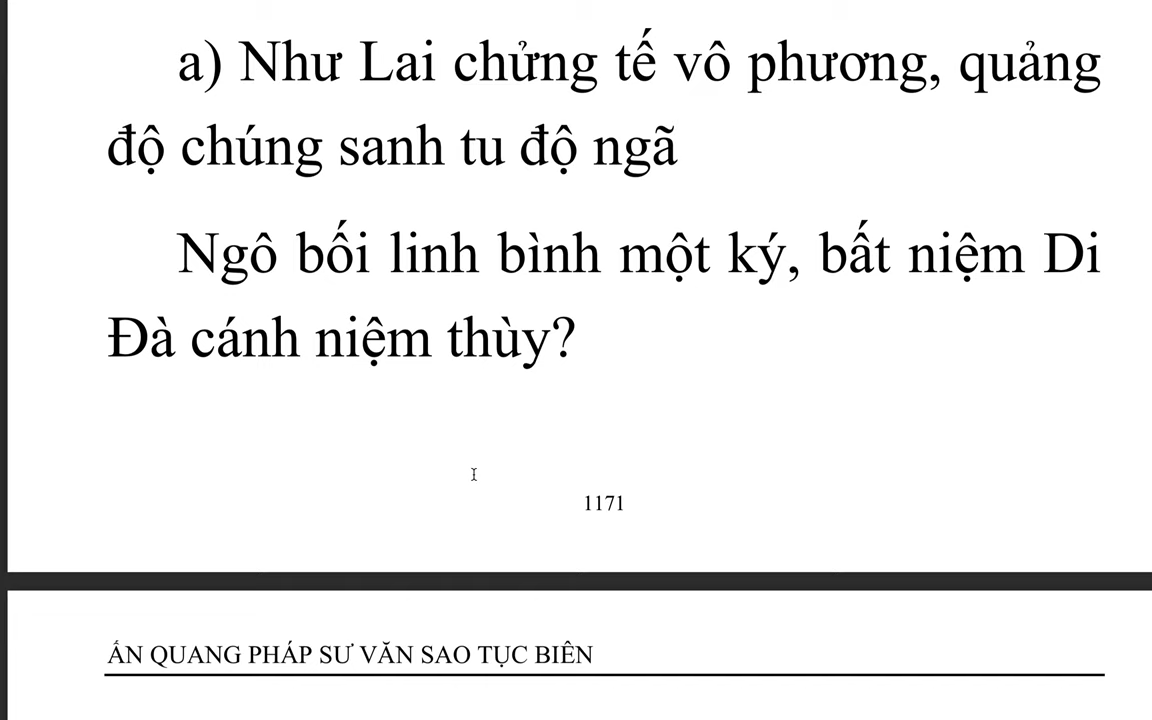 a) Như Lai chửng tế vô phương, quảng
độ chúng sanh tu độ ngã
Ngô bối linh bình một ký, bất niệm Di
Đà cánh niệm thùy?
1171
ẤN QUANG PHÁP SƯ VĂN SAO TỤC BIÊN